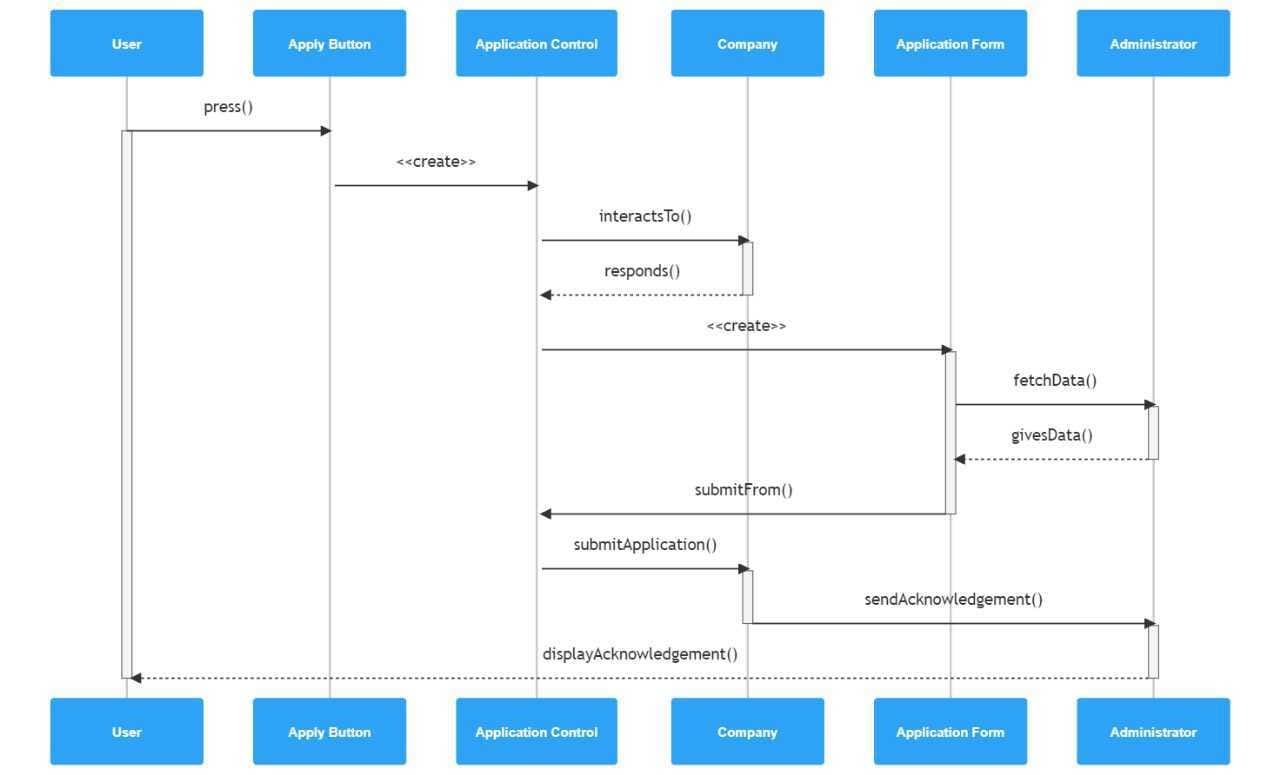 User Apply Button Application Control Company Application Form Administrator
press()
<<create>>
interactsTo()
responds()
<<create>>
fetchData()
givesData()
submitFrom()
submitApplication()
sendAcknowledgement()
displayAcknowledgement()
User Apply Button Application Control Company Application Form Administrator